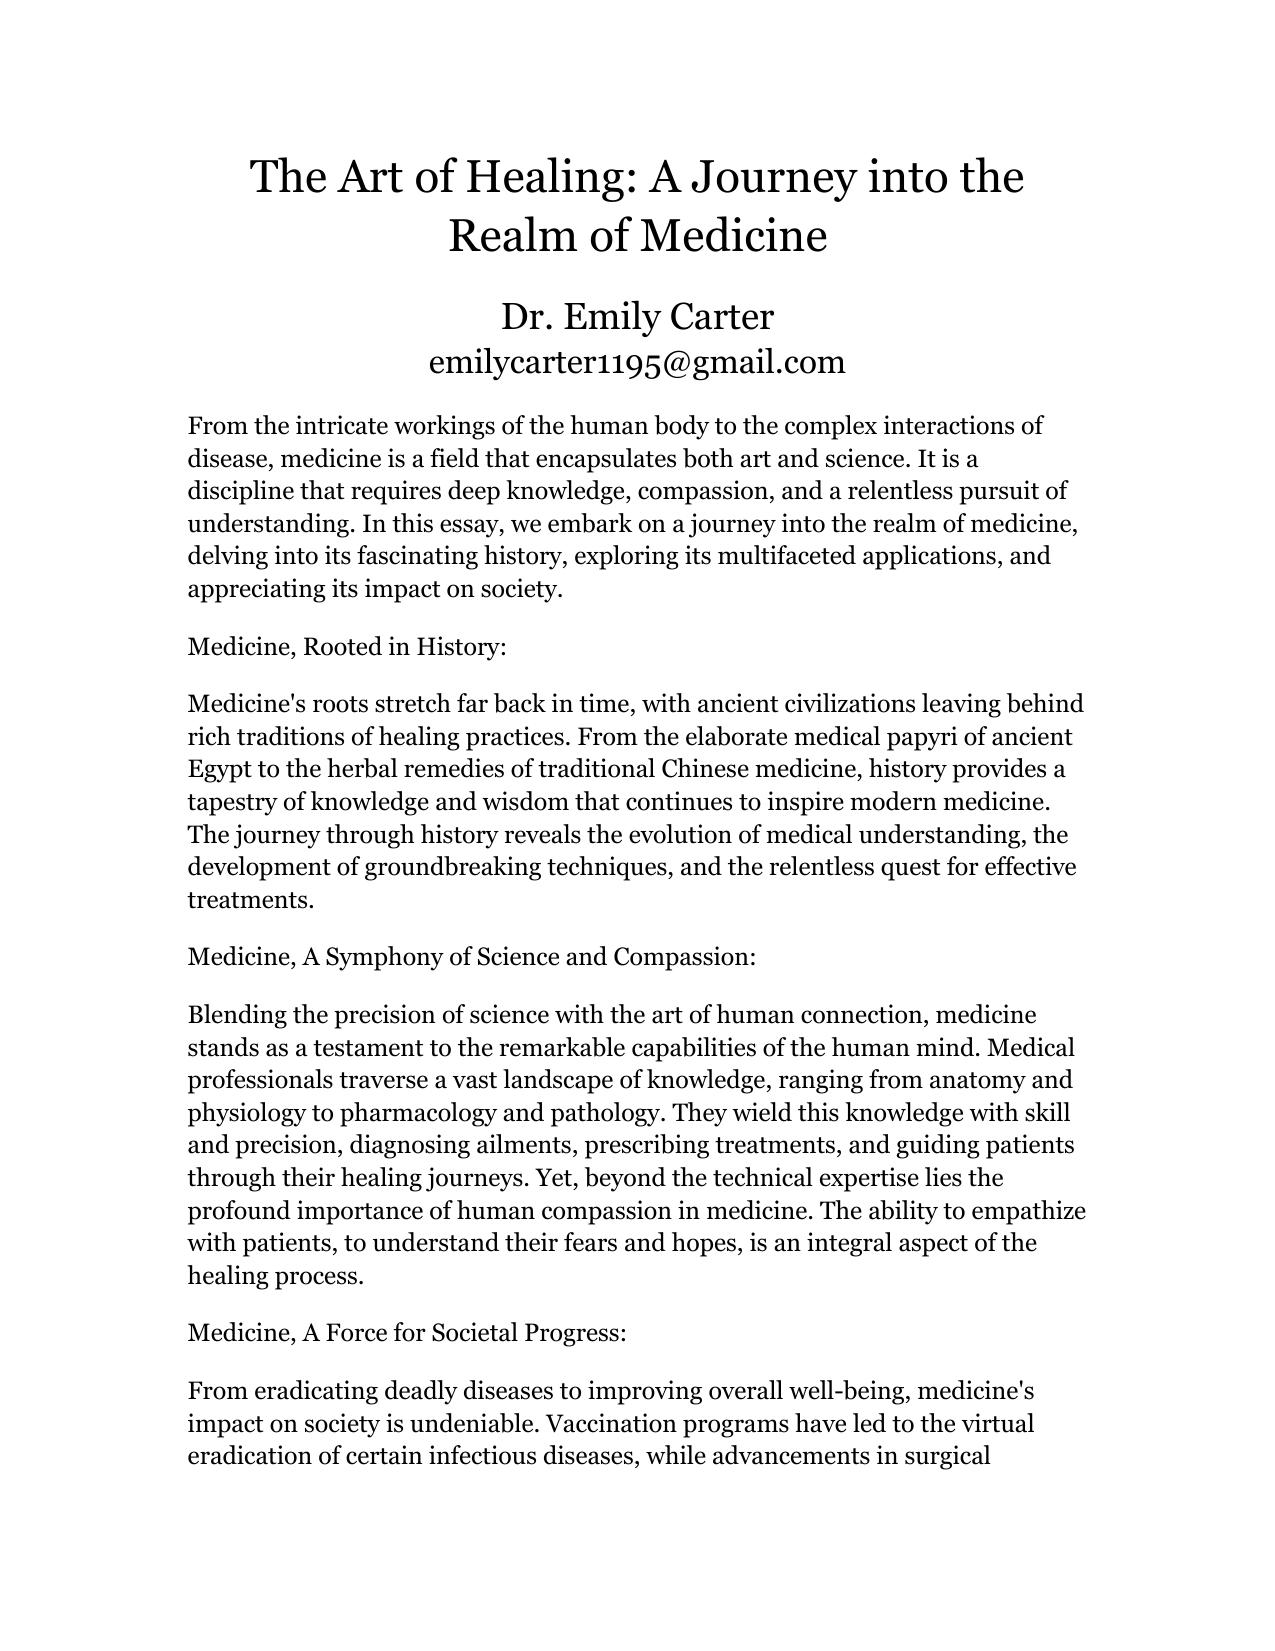 The Art of Healing: A Journey into the
Realm of Medicine
Dr. Emily Carter
emilycarter1195@gmail.com
From the intricate workings of the human body to the complex interactions of
disease, medicine is a field that encapsulates both art and science. It is a
discipline that requires deep knowledge, compassion, and a relentless pursuit of
understanding. In this essay, we embark on a journey into the realm of medicine,
delving into its fascinating history, exploring its multifaceted applications, and
appreciating its impact on society.
Medicine, Rooted in History:
Medicine's roots stretch far back in time, with ancient civilizations leaving behind
rich traditions of healing practices. From the elaborate medical papyri of ancient
Egypt to the herbal remedies of traditional Chinese medicine, history provides a
tapestry of knowledge and wisdom that continues to inspire modern medicine.
The journey through history reveals the evolution of medical understanding, the
development of groundbreaking techniques, and the relentless quest for effective
treatments.
Medicine, A Symphony of Science and Compassion:
Blending the precision of science with the art of human connection, medicine
stands as a testament to the remarkable capabilities of the human mind. Medical
professionals traverse a vast landscape of knowledge, ranging from anatomy and
physiology to pharmacology and pathology. They wield this knowledge with skill
and precision, diagnosing ailments, prescribing treatments, and guiding patients
through their healing journeys. Yet, beyond the technical expertise lies the
profound importance of human compassion in medicine. The ability to empathize
with patients, to understand their fears and hopes, is an integral aspect of the
healing process.
Medicine, A Force for Societal Progress:
From eradicating deadly diseases to improving overall well-being, medicine's
impact on society is undeniable. Vaccination programs have led to the virtual
eradication of certain infectious diseases, while advancements in surgical